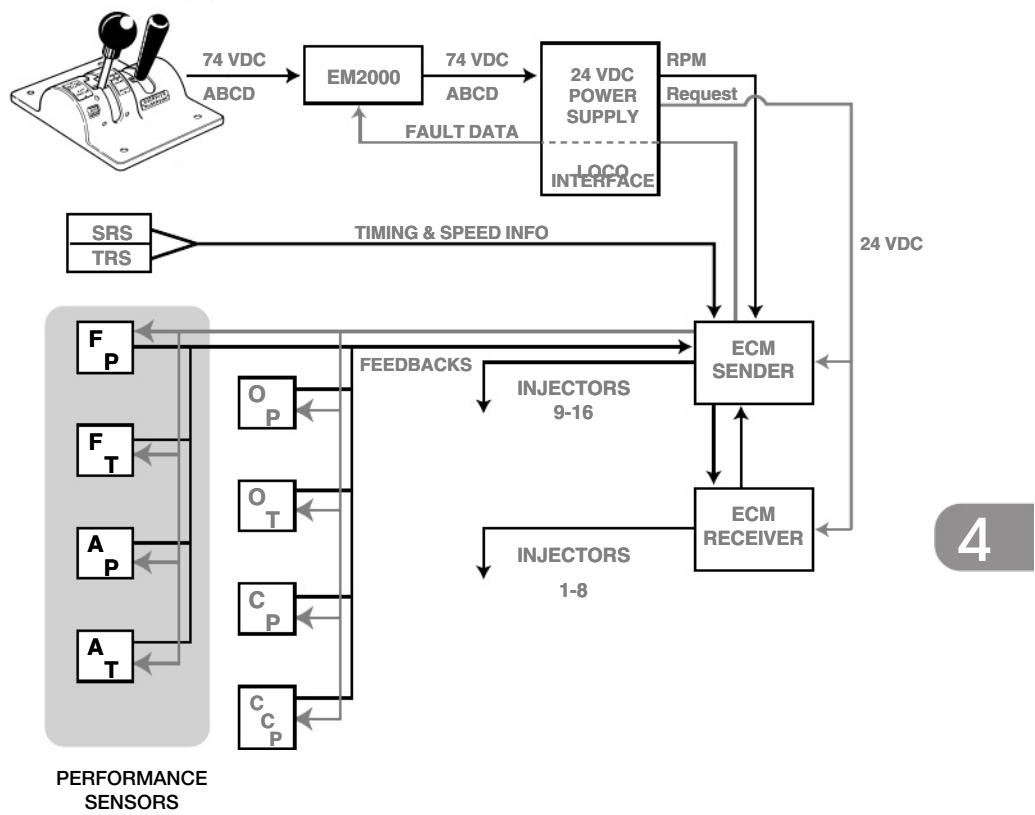 74 VDC
ABCD
EM2000
74 VDC
ABCD
24 VDC
POWER
SUPPLY
LOCO
INTERFACE
RPM
Request
FAULT DATA
SRS
TRS
TIMING & SPEED INFO
24 VDC
F
P
F
T
A
P
A
T
PERFORMANCE
SENSORS
O
P
O
T
C
P
C
C
P
FEEDBACKS
ECM
SENDER
INJECTORS
9-16
ECM
RECEIVER
INJECTORS
1-8
4